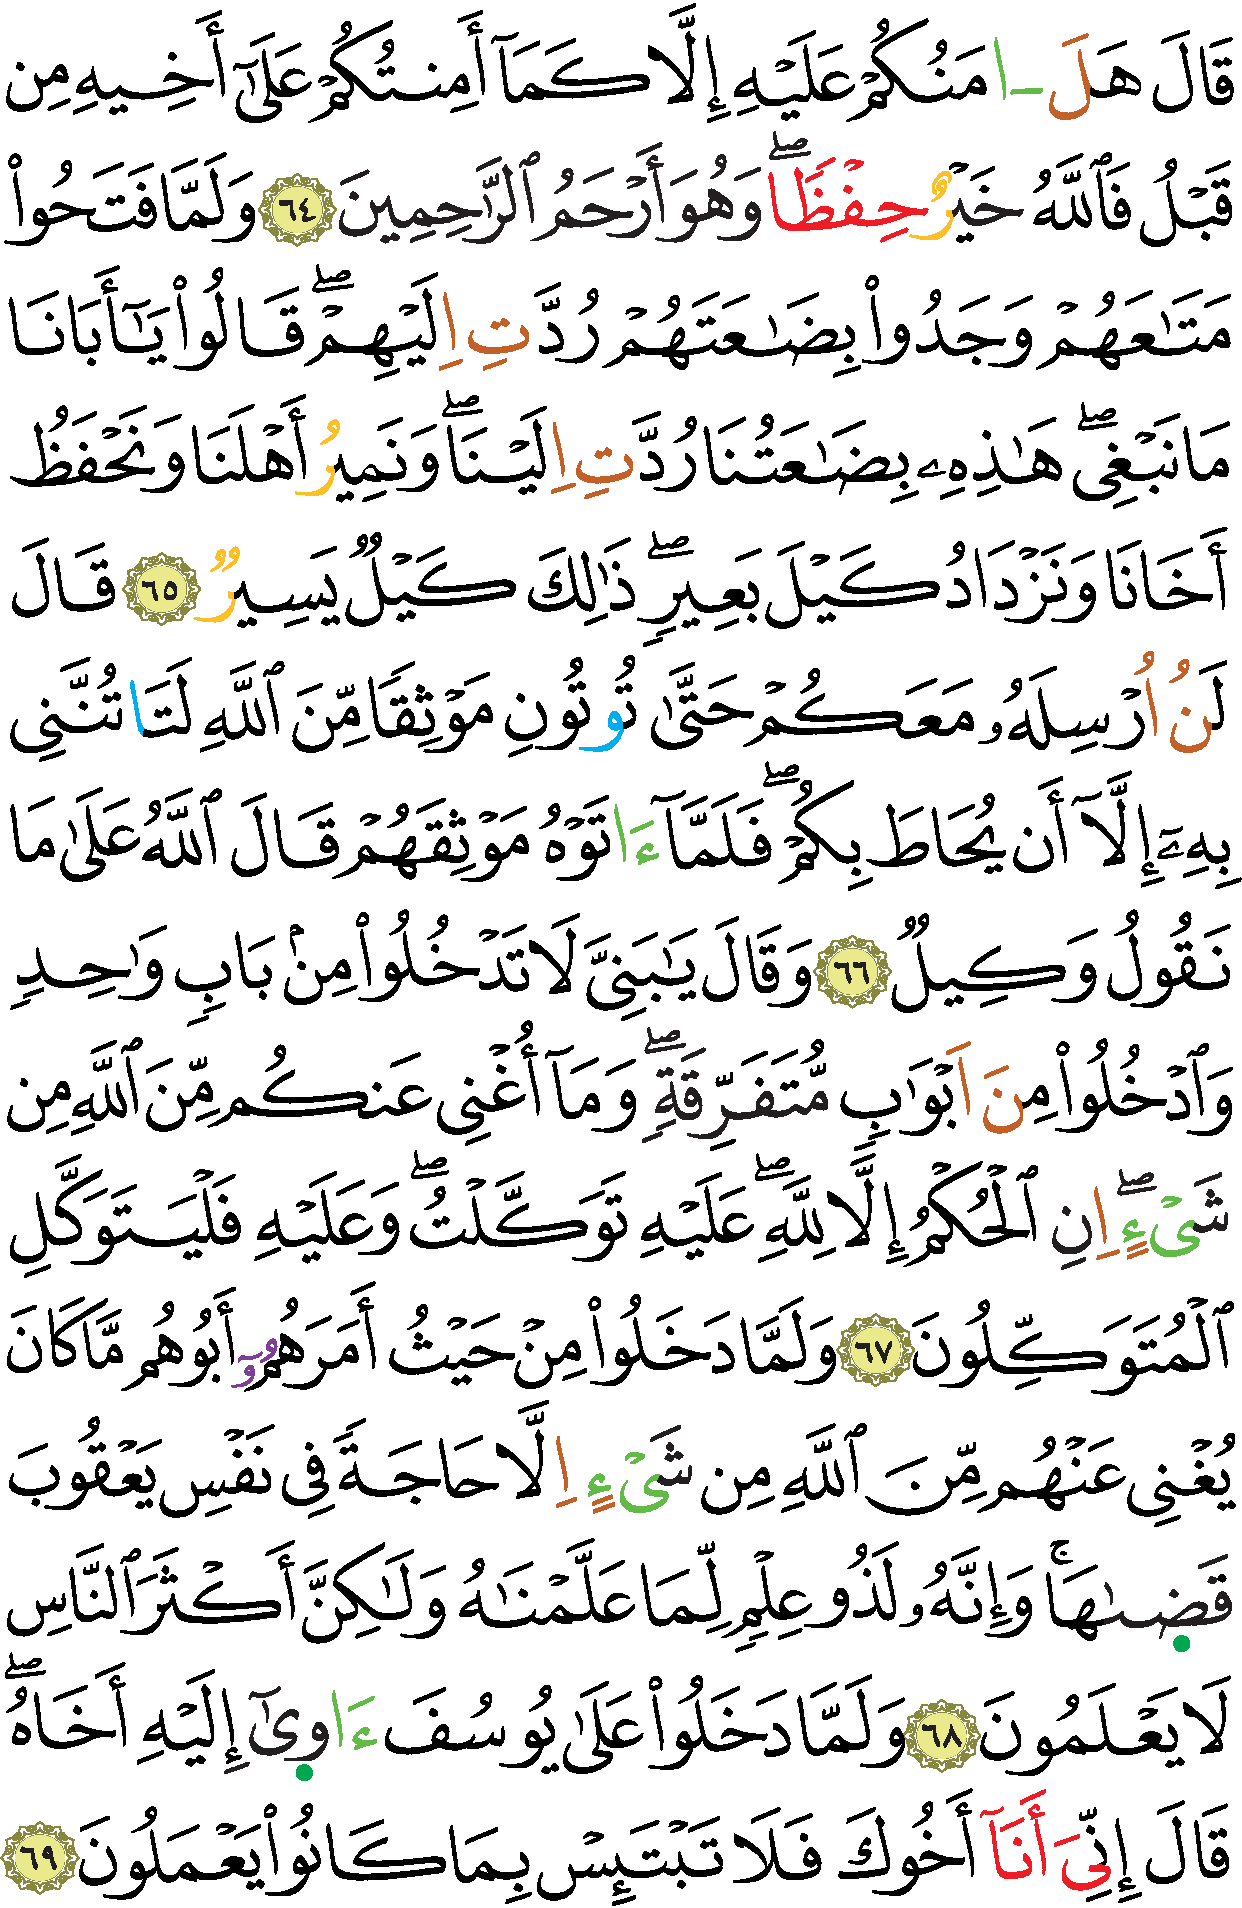 قَالَ هَلَ ـ۬ا مَنُكُمْ عَلَيْهِ إِلَّا كَمَآ أَمِنتُكُمْ عَلَىٰٓ أَخِيهِ مِن
قَبْلُ فَٱللَّهُ خَيْرٌ حِفْظًاۖ وَهُوَ أَرْحَمُ ٱلرَّٰحِمِينَ ٦٤ وَلَمَّا فَتَحُوا۟
مَتَٰعَهُمْ وَجَدُوا۟ بِضَٰعَتَهُمْ رُدَّتِ اِلَيْهِمْۖ قَالُوا۟ يَٰٓأَبَانَا
مَا نَبْغِىۖ هَٰذِهِۦ بِضَٰعَتُنَا رُدَّتِ اِلَيْنَاۖ وَنَمِيرُ أَهْلَنَا وَنَحْفَظُ
أَخَانَا وَنَزْدَادُ كَيْلَ بَعِيرٍۖ ذَٰلِكَ كَيْلٌ يَسِيرٌ ٦٥ قَالَ
لَنُ اُرْسِلَهُۥ مَعَكُمْ حَتَّىٰ تُوتُونِ مَوْثِقًا مِّنَ ٱللَّهِ لَتَاتُنَّنِى
بِهِۦٓ إِلَّآ أَن يُحَاطَ بِكُمْۖ فَلَمَّآ ءَاتَوْهُ مَوْثِقَهُمْ قَالَ ٱللَّهُ عَلَىٰ مَا
نَقُولُ وَكِيلٌ ٦٦ وَقَالَ يَٰبَنِىَّ لَا تَدْخُلُوا۟ مِنۢ بَابٍ وَٰحِدٍ
وَٱدْخُلُوا۟ مِنَ اَبْوَٰبٍ مُّتَفَرِّقَةٍۖ وَمَآ أُغْنِى عَنكُم مِّنَ ٱللَّهِ مِن
شَىْءٍۖ اِنِ ٱلْحُكْمُ إِلَّا لِلَّهِۖ عَلَيْهِ تَوَكَّلْتُۖ وَعَلَيْهِ فَلْيَتَوَكَّلِ
ٱلْمُتَوَكِّلُونَ ٦٧ وَلَمَّا دَخَلُوا۟ مِنْ حَيْثُ أَمَرَهُمُۥٓ أَبُوهُم مَّا كَانَ
يُغْنِى عَنْهُم مِّنَ ٱللَّهِ مِن شَىْءٍ اِلَّا حَاجَةً فِى نَفْسِ يَعْقُوبَ
قَضىٰهَاۚ وَإِنَّهُۥ لَذُو عِلْمٍ لِّمَا عَلَّمْنَٰهُ وَلَٰكِنَّ أَكْثَرَ ٱلنَّاسِ
لَا يَعْلَمُونَ ٦٨ وَلَمَّا دَخَلُوا۟ عَلَىٰ يُوسُفَ ءَاوِىٰٓ إِلَيْهِ أَخَاهُۖ
قَالَ إِنِّىَ أَنَآ أَخُوكَ فَلَا تَبْتَئِسْ بِمَا كَانُوا۟ يَعْمَلُونَ ٦٩